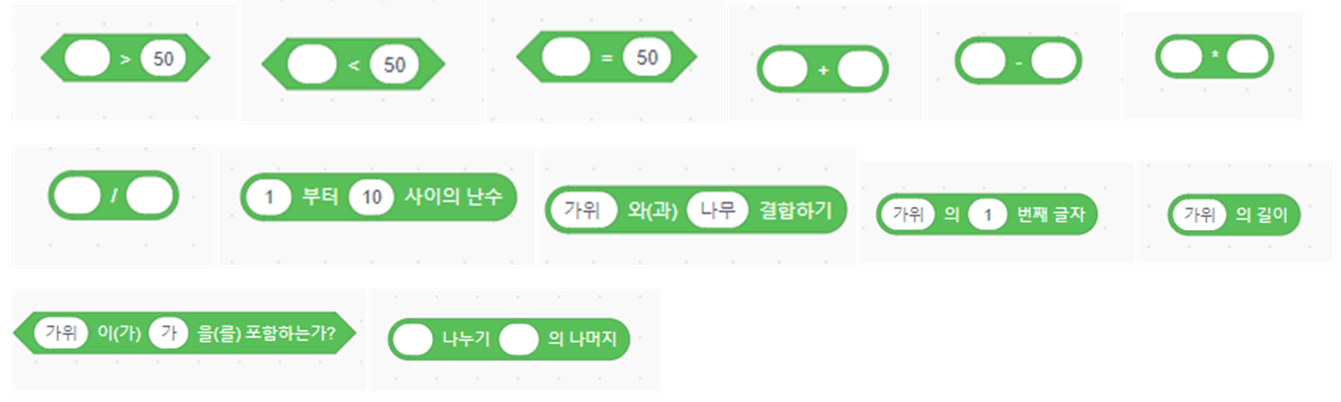 > 50
< 50
= 50
+
-
*
/
1 부터 10 사이의 난수
가위 와(과) 나무 결합하기
가위 의 1 번째 글자
가위 의 길이
가위 이(가) 가 을(를) 포함하는가?
나누기 의 나머지